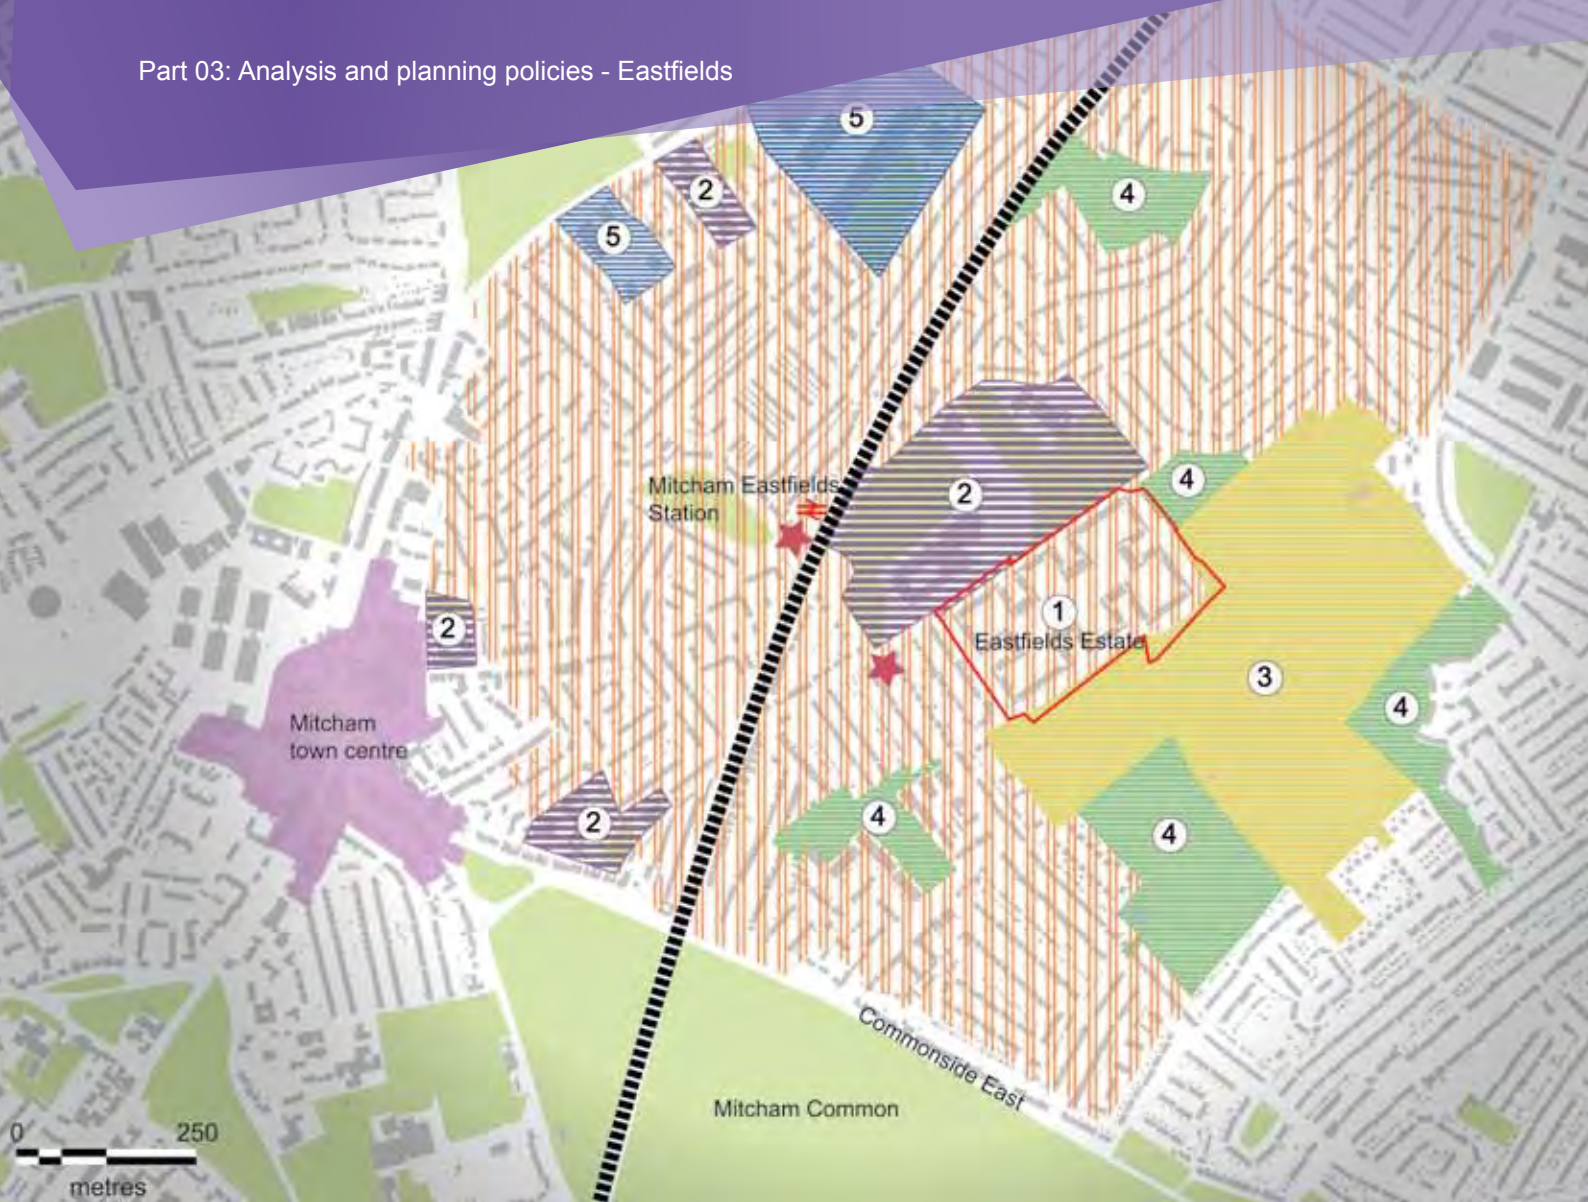 Part 03: Analysis and planning policies - Eastfields
5
2
5
4
Mitcham Eastfields
Station
2
4
1
Eastfields Estate
2
3
4
Mitcham
town centre
2
4
4
Commonside East
Mitcham Common
0 250
metres